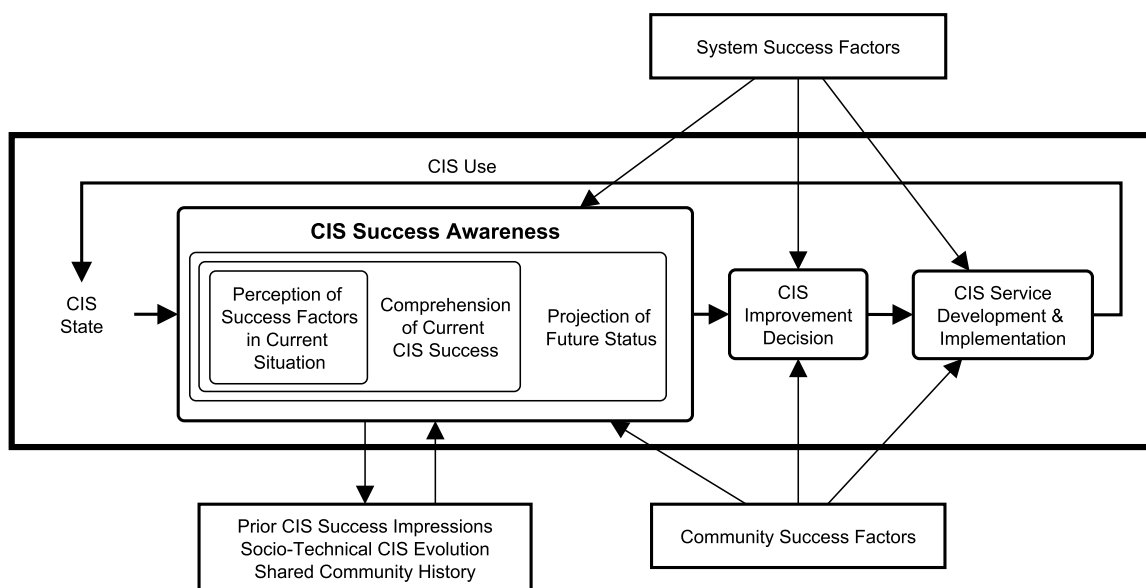 System Success Factors
CIS Use
CIS Success Awareness
CIS
State
Perception of
Success Factors
in Current
Situation
Comprehension
of Current
CIS Success
Projection of
Future Status
CIS
Improvement
Decision
CIS Service
Development &
Implementation
Prior CIS Success Impressions
Socio-Technical CIS Evolution
Shared Community History
Community Success Factors